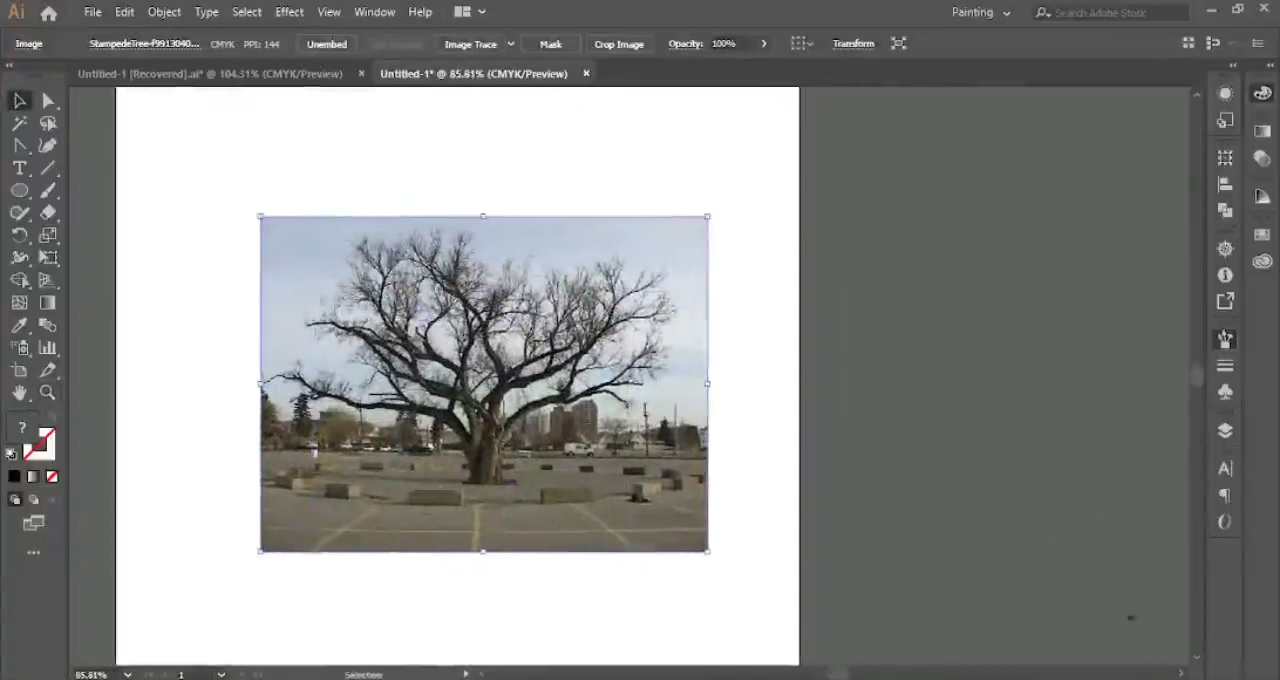 Ai File Edit Object Type Select Effect View Window Help Painting Search Adobe Stock
Image StampedeTree-f9913040... CMYK PPI: 144 Unembed Image Trace Mask Crop Image Opacity: 100% Transform
Untitled-1 [Recovered].ai* @ 104.31% (CMYK/Preview) × Untitled-1* @ 85.81% (CMYK/Preview) ×
85.81% 1 Selection